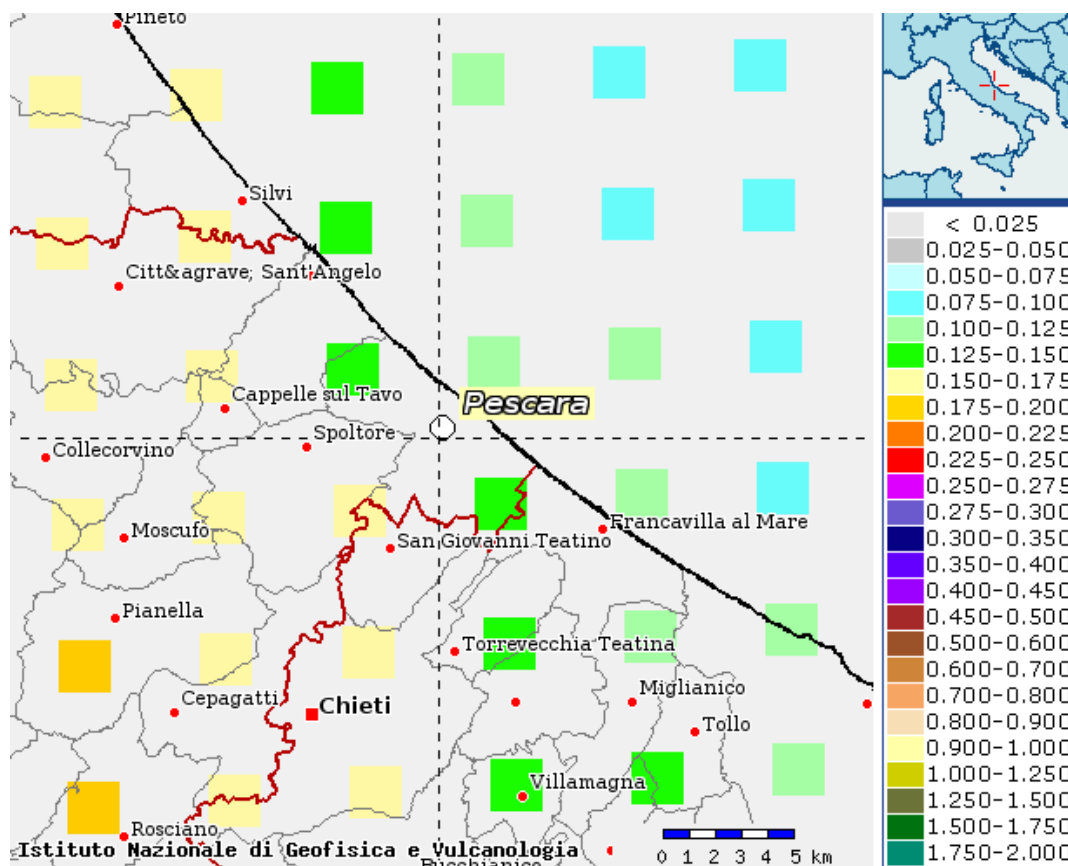 Pineto
Silvi
Citt&agrave; Sant'Angelo
Cappelle sul Tavo
Pescara
Spoltore
Collecorvino
Francavilla al Mare
Moscufo
San Giovanni Teatino
Pianella
Torrevecchia Teatina
Miglianico
Cepagatti
Chieti
Tollo
Villamagna
Rosciano
Istituto Nazionale di Geofisica e Vulcanologia
Bucchianico
0 1 2 3 4 5 km
< 0.025
0.025-0.050
0.050-0.075
0.075-0.100
0.100-0.125
0.125-0.150
0.150-0.175
0.175-0.200
0.200-0.225
0.225-0.250
0.250-0.275
0.275-0.300
0.300-0.350
0.350-0.400
0.400-0.450
0.450-0.500
0.500-0.600
0.600-0.700
0.700-0.800
0.800-0.900
0.900-1.000
1.000-1.250
1.250-1.500
1.500-1.750
1.750-2.000